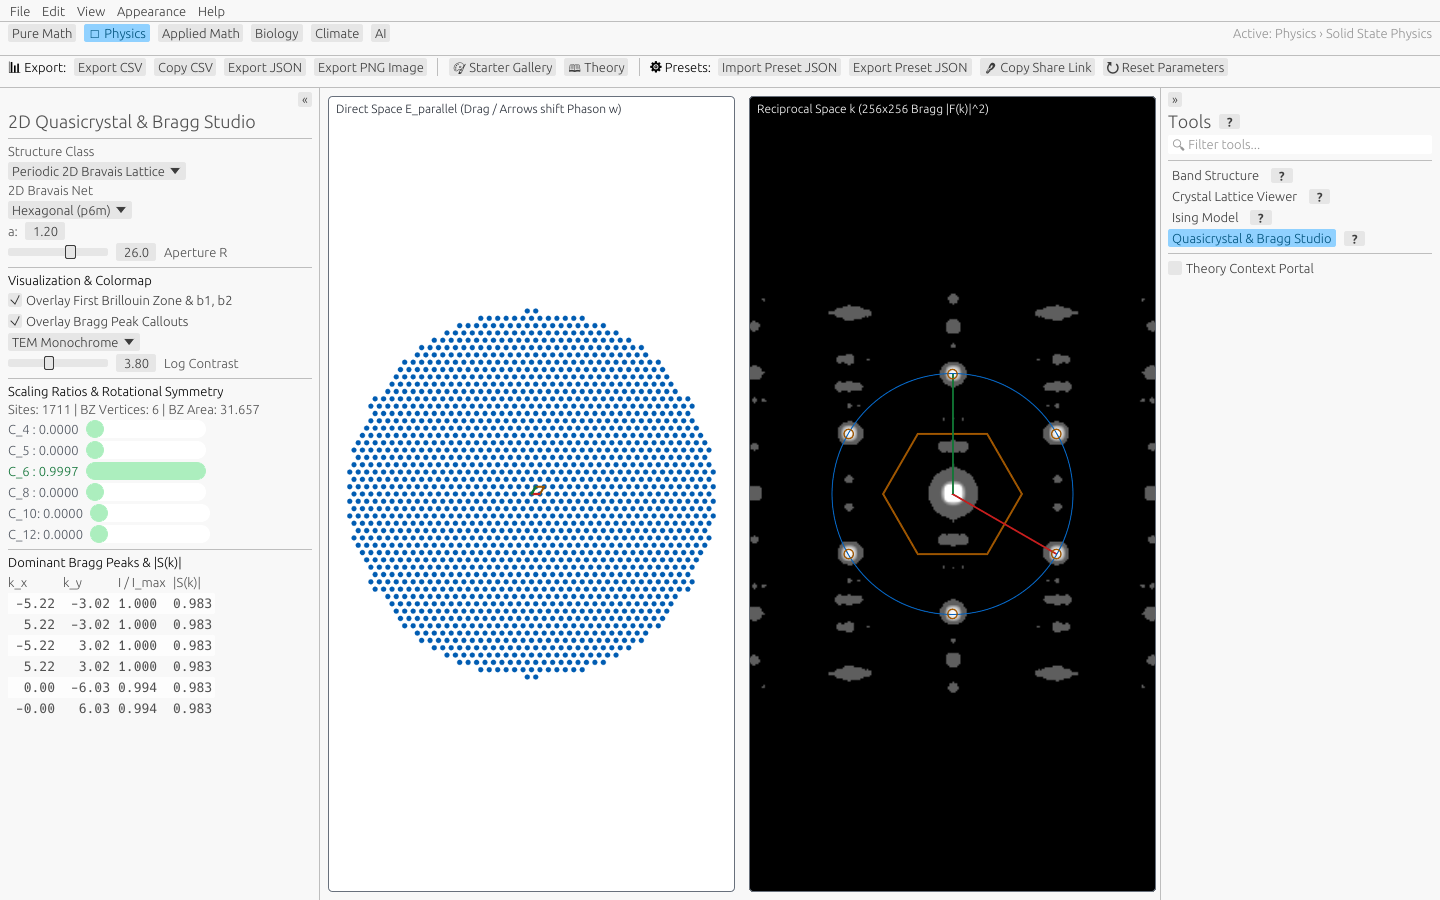 File Edit View Appearance Help
Pure Math Physics Applied Math Biology Climate AI Active: Physics › Solid State Physics
Export: Export CSV Copy CSV Export JSON Export PNG Image Starter Gallery Theory Presets: Import Preset JSON Export Preset JSON Copy Share Link Reset Parameters
«
2D Quasicrystal & Bragg Studio
Structure Class
Periodic 2D Bravais Lattice
2D Bravais Net
Hexagonal (p6m)
a: 1.20
26.0 Aperture R
Visualization & Colormap
Overlay First Brillouin Zone & b1, b2
Overlay Bragg Peak Callouts
TEM Monochrome
3.80 Log Contrast
Scaling Ratios & Rotational Symmetry
Sites: 1711 | BZ Vertices: 6 | BZ Area: 31.657
C_4 : 0.0000
C_5 : 0.0000
C_6 : 0.9997
C_8 : 0.0000
C_10: 0.0000
C_12: 0.0000
Dominant Bragg Peaks & |S(k)|
k_x k_y I / I_max |S(k)|
-5.22 -3.02 1.000 0.983
5.22 -3.02 1.000 0.983
-5.22 3.02 1.000 0.983
5.22 3.02 1.000 0.983
0.00 -6.03 0.994 0.983
-0.00 6.03 0.994 0.983
Direct Space E_parallel (Drag / Arrows shift Phason w)
Reciprocal Space k (256x256 Bragg |F(k)|^2)
»
Tools ?
Filter tools...
Band Structure ?
Crystal Lattice Viewer ?
Ising Model ?
Quasicrystal & Bragg Studio ?
Theory Context Portal